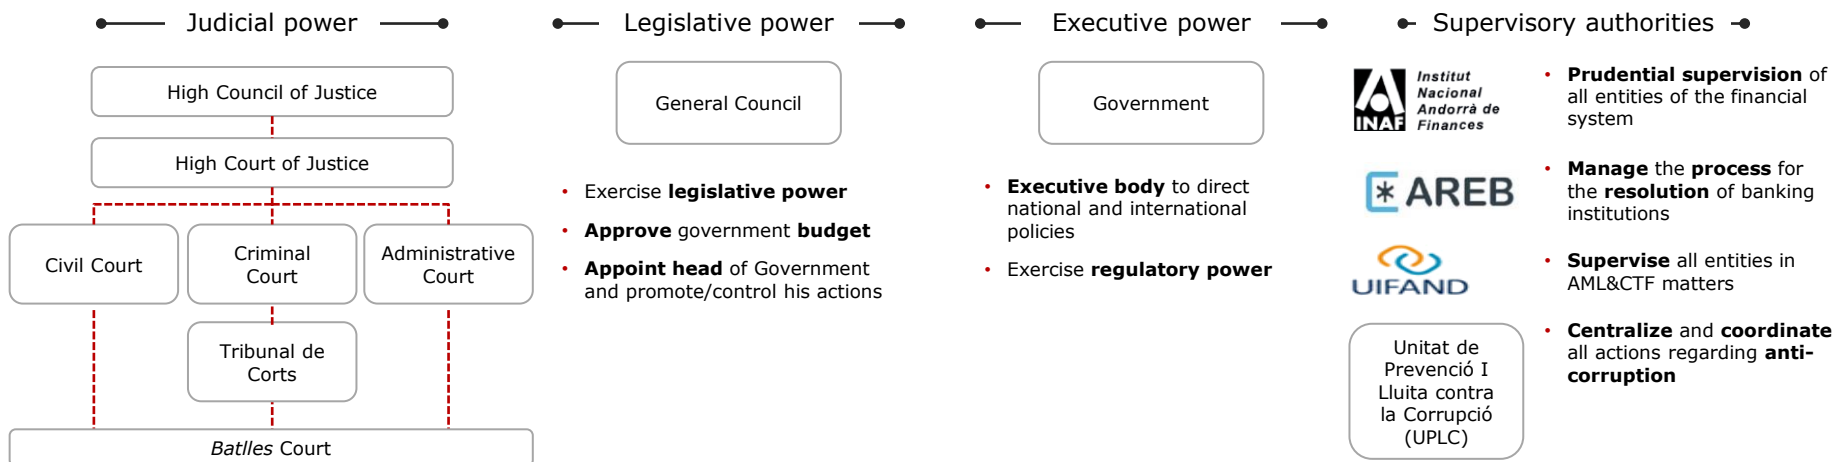 Judicial power
High Council of Justice
High Court of Justice
Civil Court
Criminal
Court
Administrative
Court
Tribunal de
Corts
Batlles Court
Legislative power
General Council
• Exercise legislative power
• Approve government budget
• Appoint head of Government
and promote/control his actions
Executive power
Government
• Executive body to direct
national and international
policies
• Exercise regulatory power
Supervisory authorities
INAF
Institut
Nacional
Andorrà de
Finances
• Prudential supervision of
all entities of the financial
system
AREB
• Manage the process for
the resolution of banking
institutions
UIFAND
• Supervise all entities in
AML&CTF matters
Unitat de
Prevenció I
Lluita contra
la Corrupció
(UPLC)
• Centralize and coordinate
all actions regarding anti-
corruption